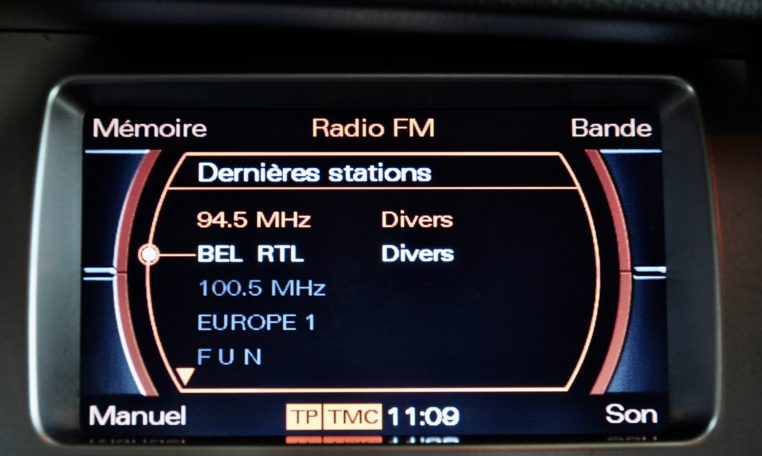 Mémoire Radio FM Bande
Dernières stations
94.5 MHz Divers
BEL RTL Divers
100.5 MHz
EUROPE 1
F U N
Manuel TP TMC 11:09 Son